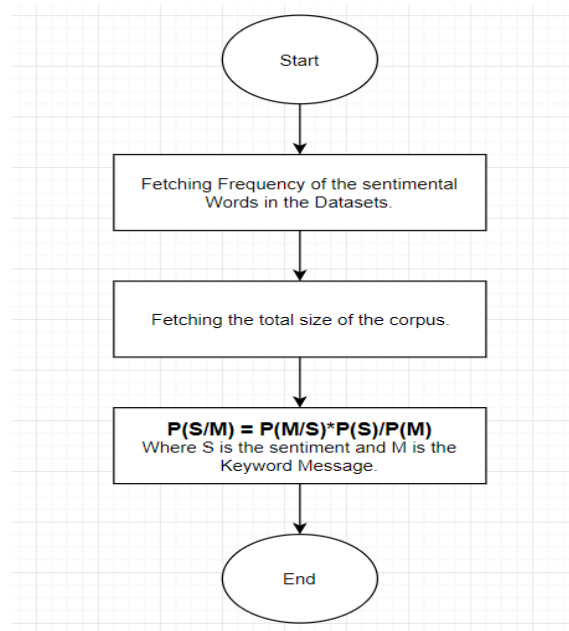 Start
Fetching Frequency of the sentimental
Words in the Datasets.
Fetching the total size of the corpus.
P(S/M) = P(M/S)*P(S)/P(M)
Where S is the sentiment and M is the
Keyword Message.
End